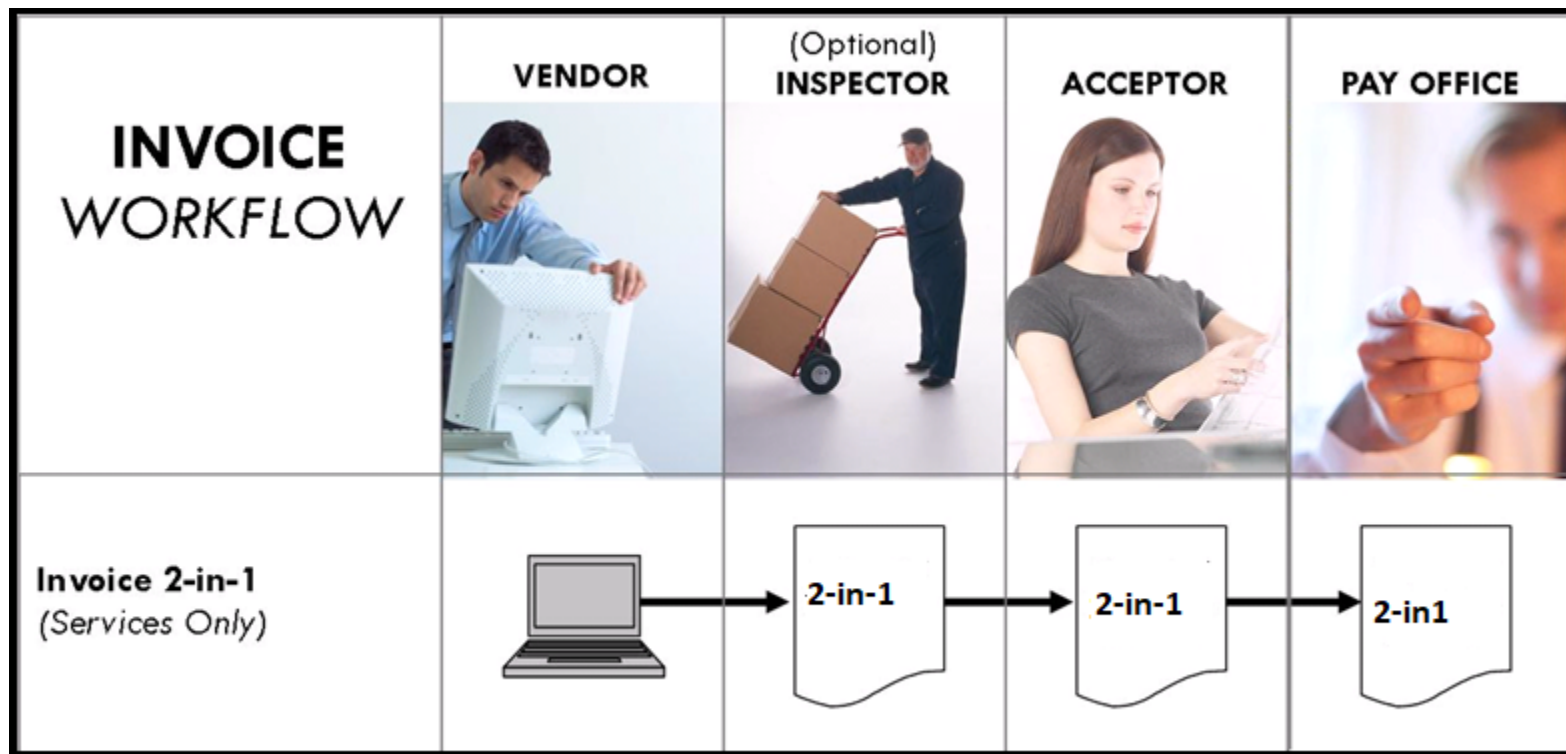 INVOICE
WORKFLOW
VENDOR
(Optional)
INSPECTOR
ACCEPTOR
PAY OFFICE
Invoice 2-in-1
(Services Only)
2-in-1
2-in-1
2-in1